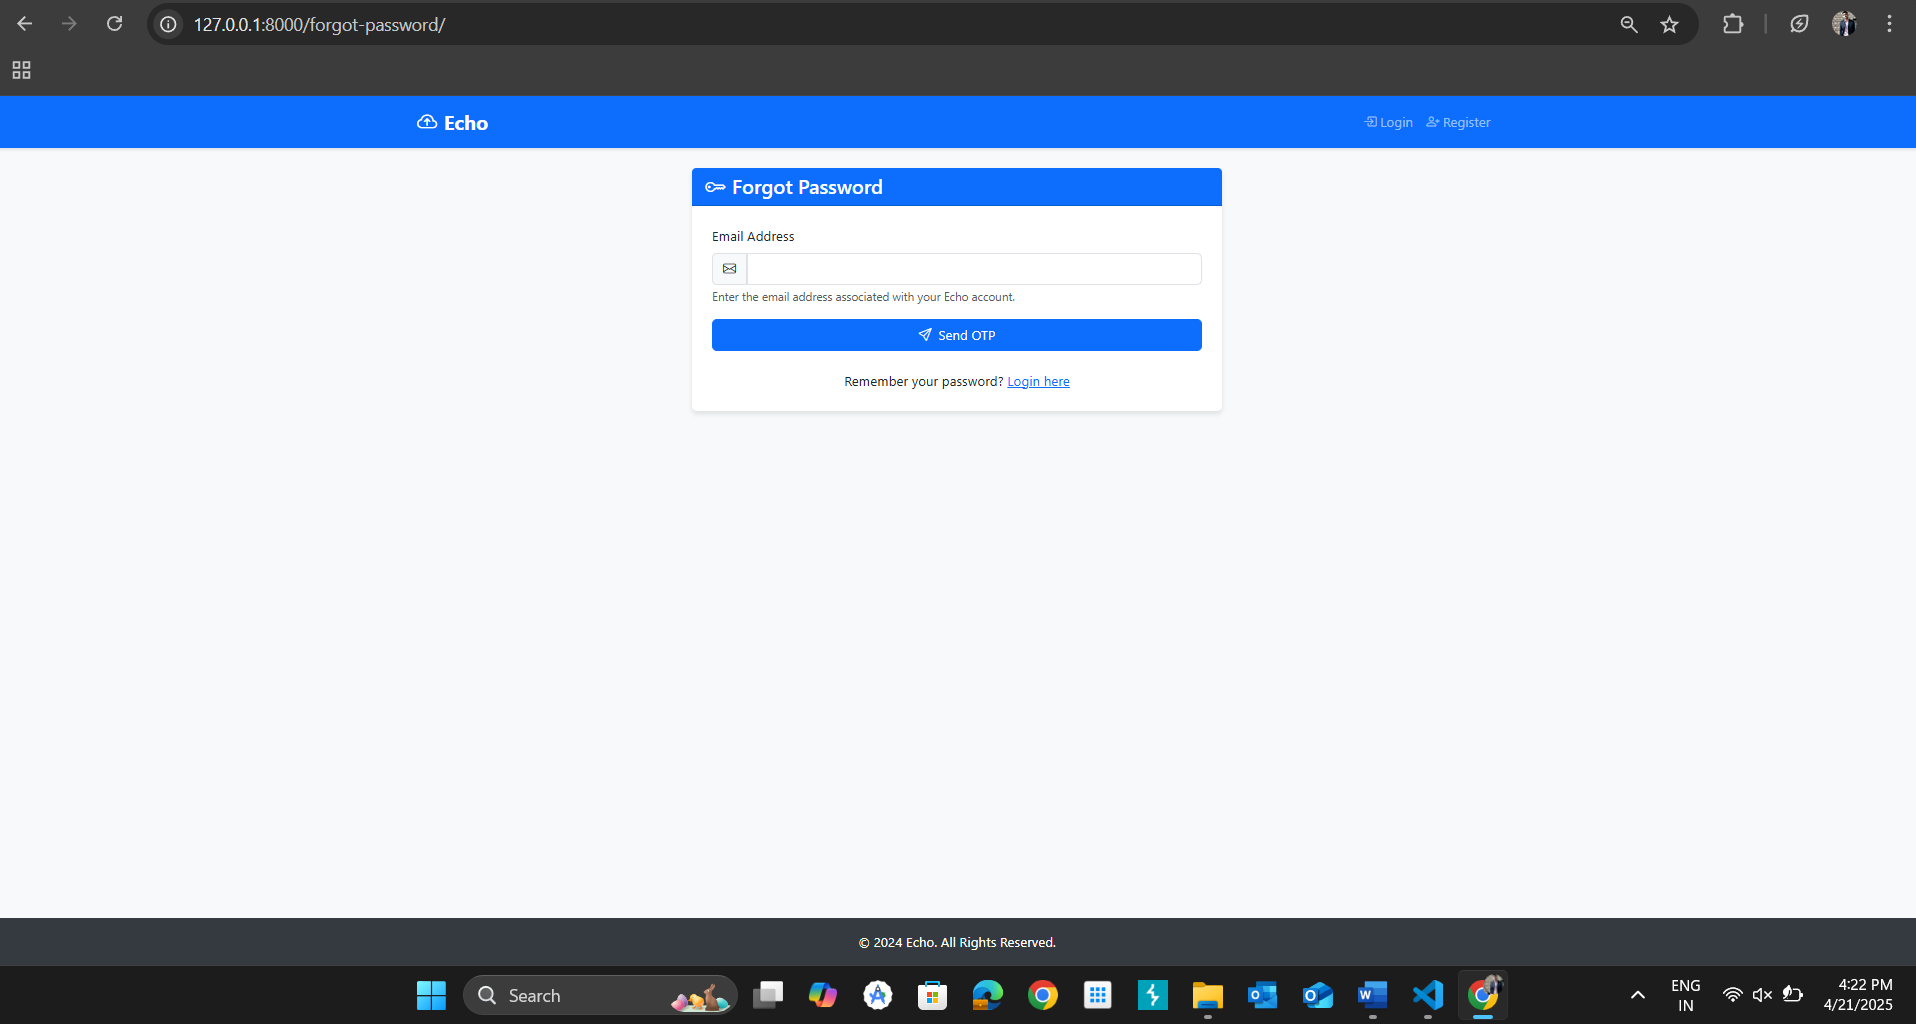 127.0.0.1:8000/forgot-password/
Echo
Login
Register
Forgot Password
Email Address
Enter the email address associated with your Echo account.
Send OTP
Remember your password? Login here
© 2024 Echo. All Rights Reserved.
Search
ENG
IN
4:22 PM
4/21/2025